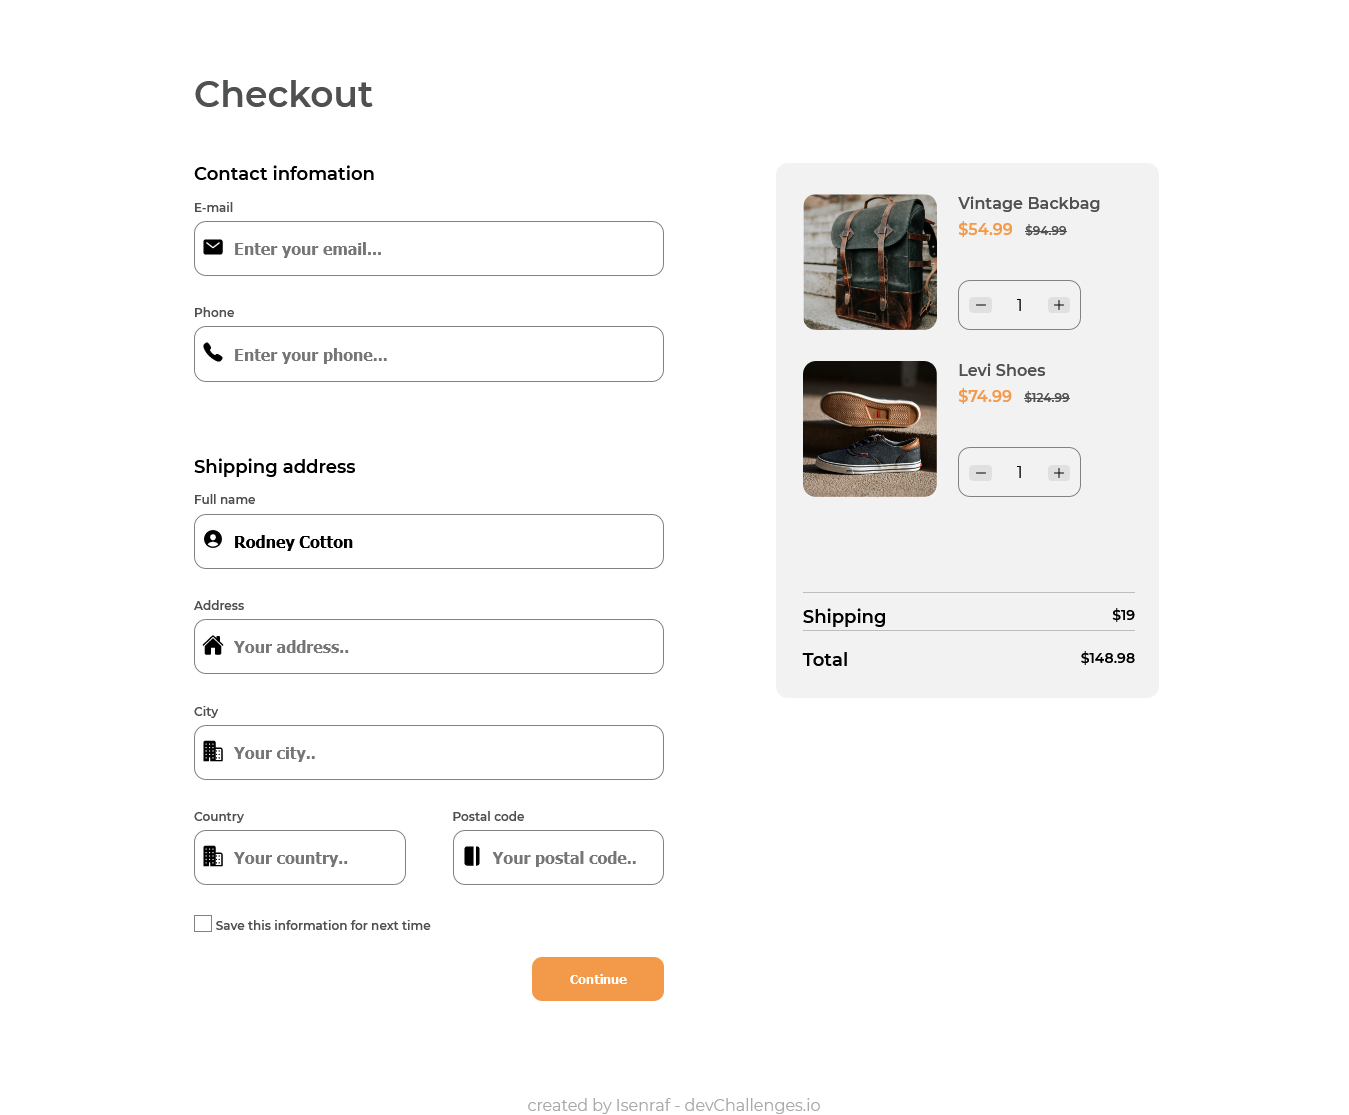 Checkout
Contact infomation
E-mail
Enter your email...
Phone
Enter your phone...
Shipping address
Full name
Rodney Cotton
Address
Your address..
City
Your city..
Country
Your country..
Postal code
Your postal code..
Save this information for next time
Continue
Vintage Backbag
$54.99 $94.99
1
Levi Shoes
$74.99 $124.99
1
Shipping $19
Total $148.98
created by Isenraf - devChallenges.io